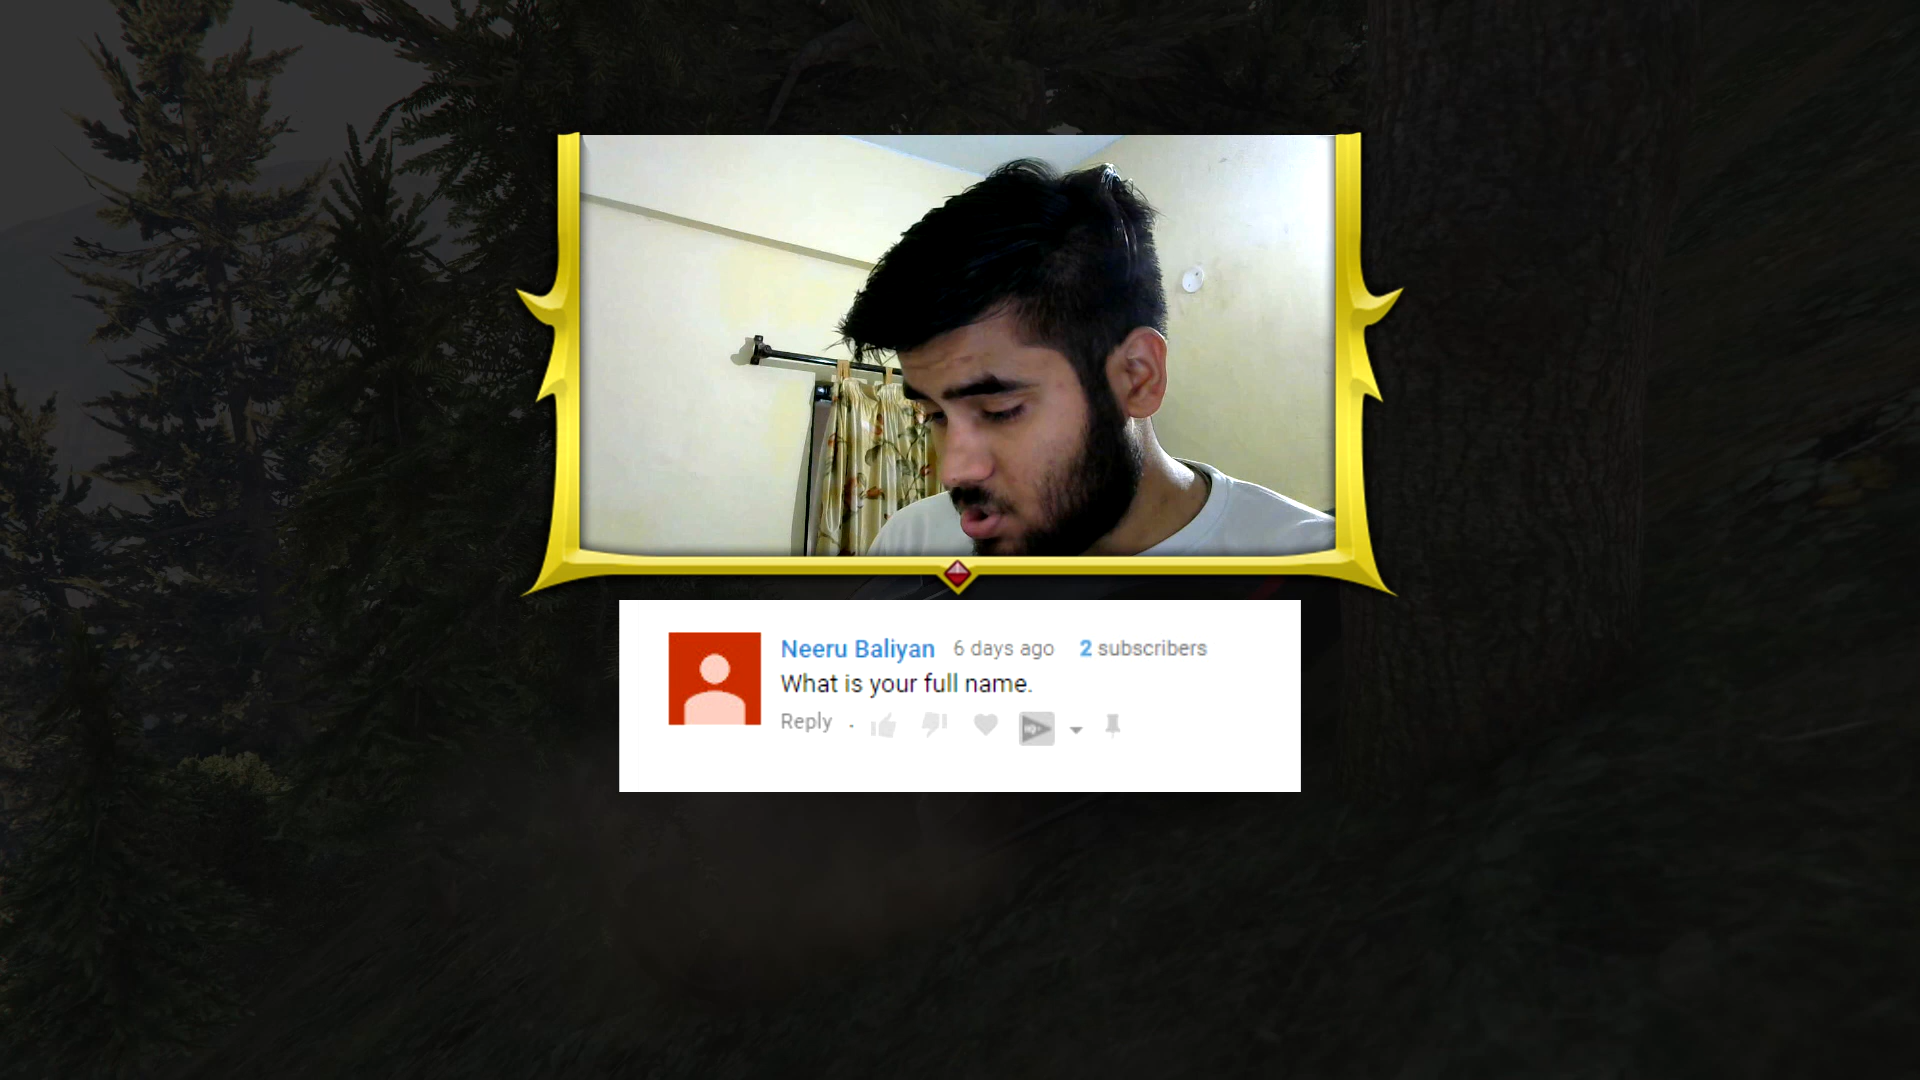 Neeru Baliyan 6 days ago 2 subscribers
What is your full name.
Reply .